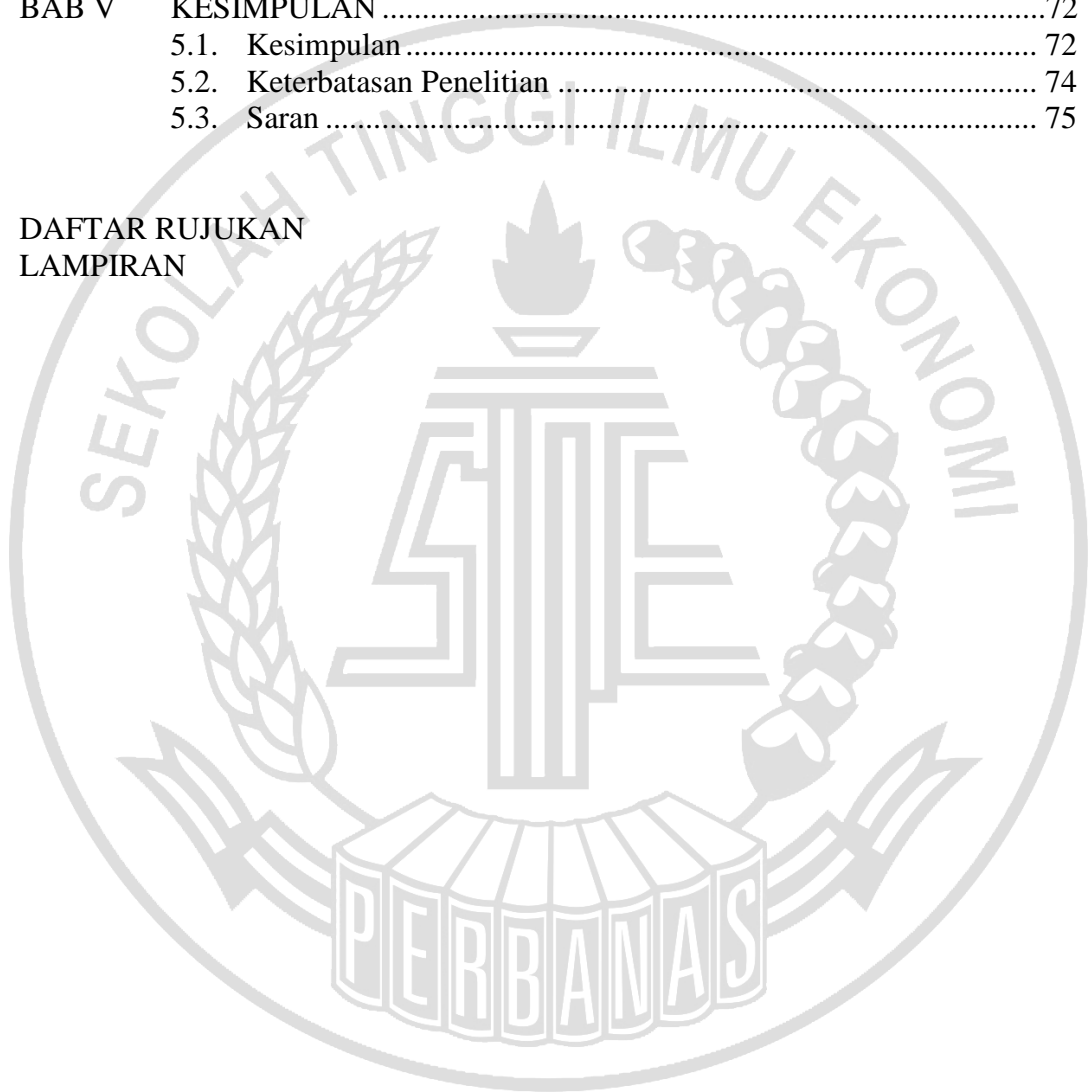 BAB V KESIMPULAN ........................................................................................72
5.1. Kesimpulan.................................................................................... 72
5.2. Keterbatasan Penelitian ................................................................ 74
5.3. Saran .............................................................................................. 75
DAFTAR RUJUKAN
LAMPIRAN
SEKOLAH TINGGI ILMU EKONOMI
STIE
PERBANAS